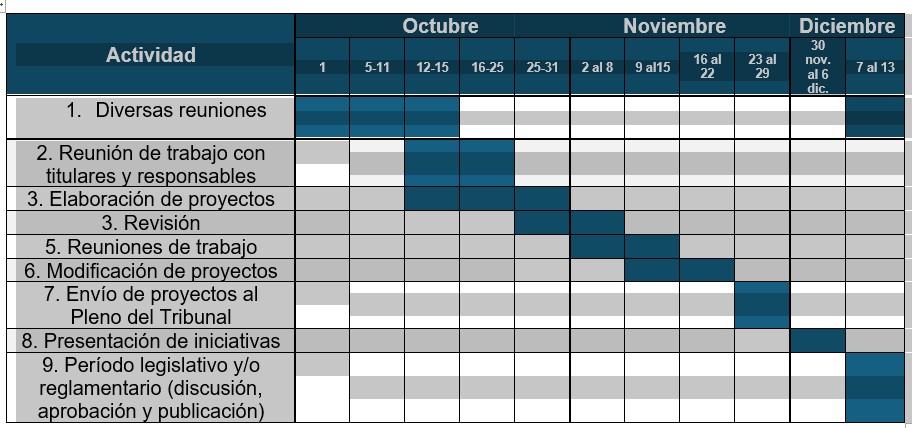 Actividad
Octubre
Noviembre
Diciembre
1
5-11
12-15
16-25
25-31
2 al 8
9 al15
16 al
22
23 al
29
30
nov.
al 6
dic.
7 al 13
1. Diversas reuniones
2. Reunión de trabajo con
titulares y responsables
3. Elaboración de proyectos
3. Revisión
5. Reuniones de trabajo
6. Modificación de proyectos
7. Envío de proyectos al
Pleno del Tribunal
8. Presentación de iniciativas
9. Período legislativo y/o
reglamentario (discusión,
aprobación y publicación)